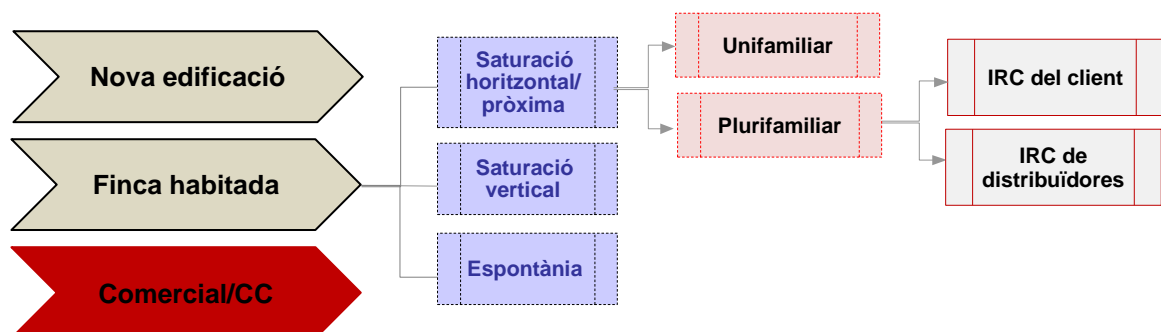 Nova edificació
Finca habitada
Comercial/CC
Saturació
horitzontal/
pròxima
Saturació
vertical
Espontània
Unifamiliar
Plurifamiliar
IRC del client
IRC de
distribuïdores